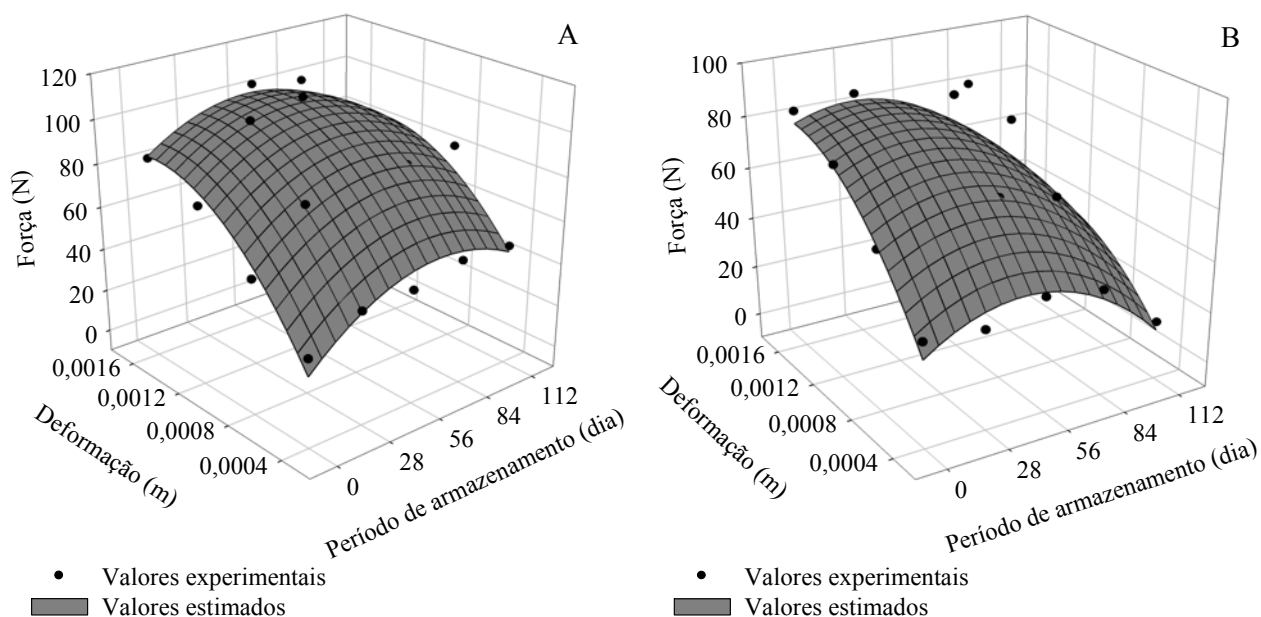 A
120
100
80
60
40
20
0
Força (N)
0,0016
0,0012
0,0008
0,0004
Deformação (m)
0
28
56
84
112
Período de armazenamento (dia)
Valores experimentais
Valores estimados
B
100
80
60
40
20
0
Força (N)
0,0016
0,0012
0,0008
0,0004
Deformação (m)
0
28
56
84
112
Período de armazenamento (dia)
Valores experimentais
Valores estimados